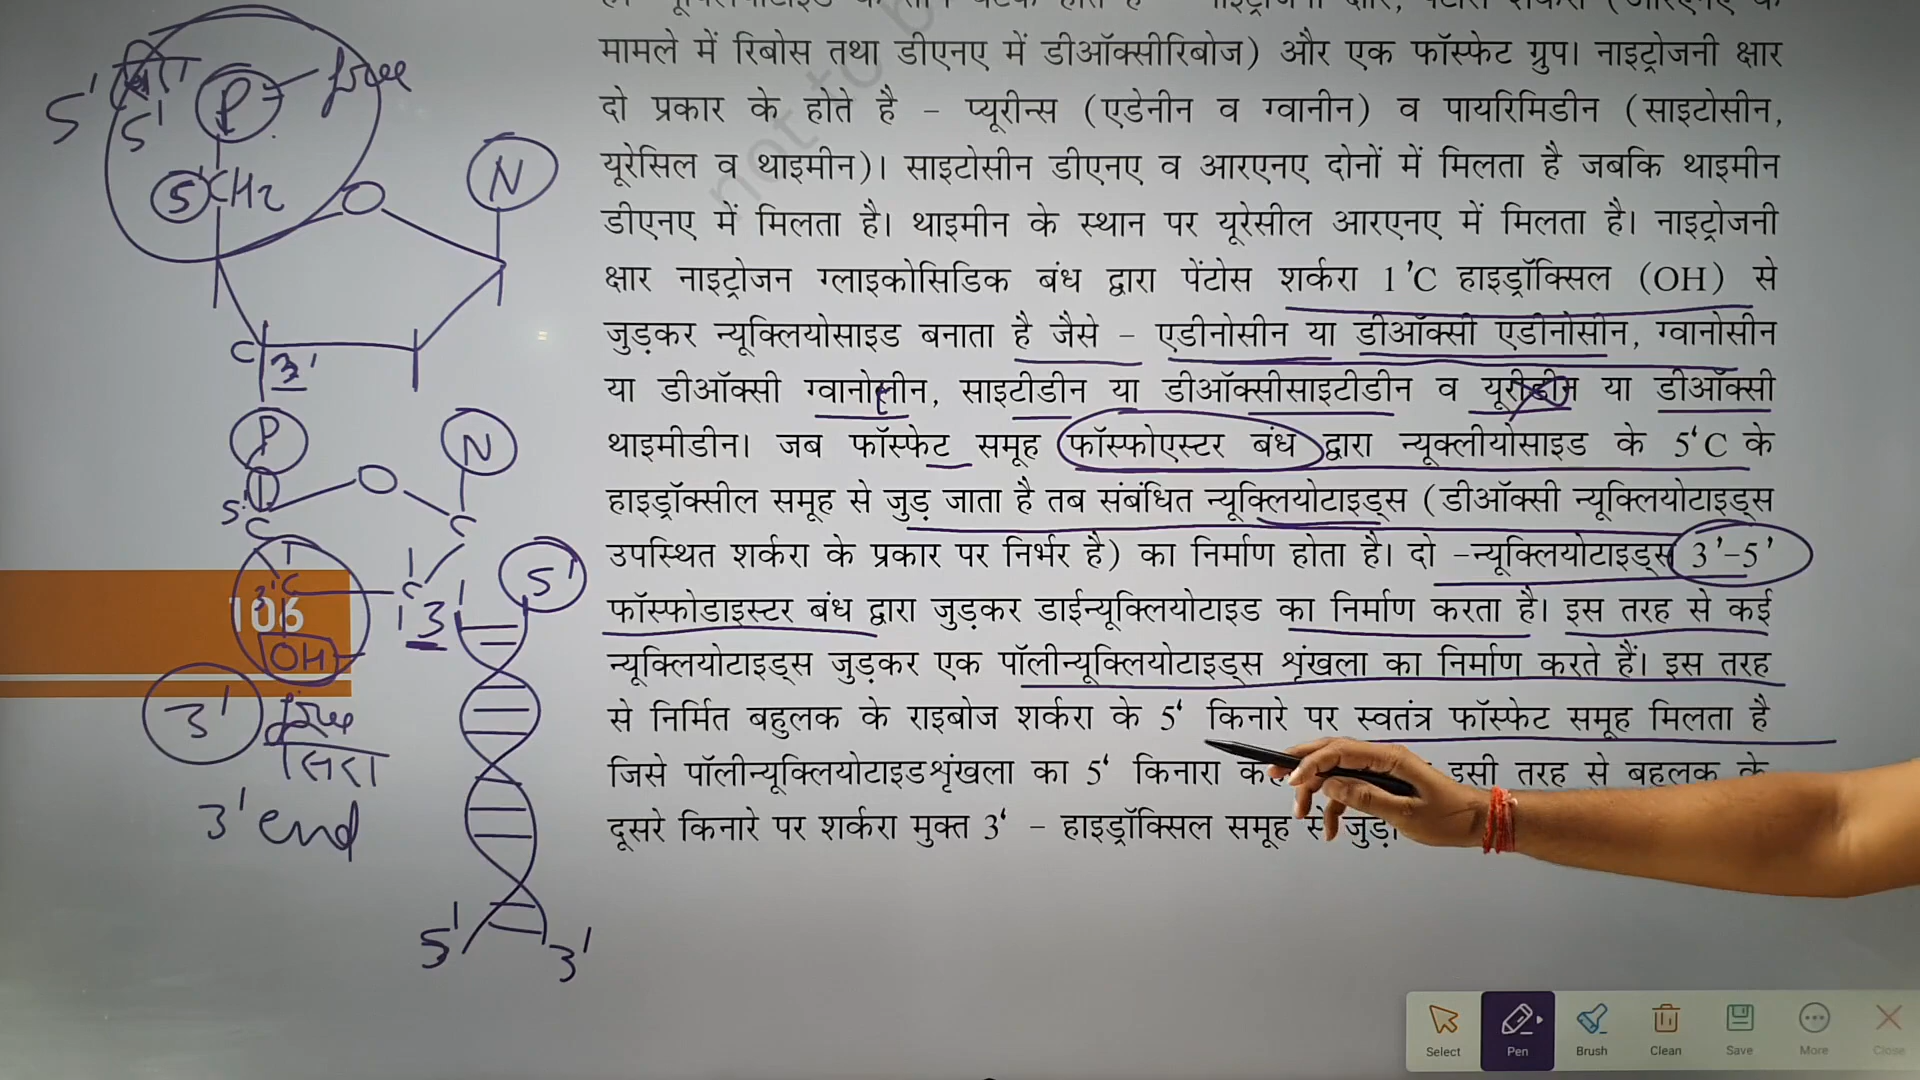 मामले में रिबोस तथा डीएनए में डीऑक्सीरिबोज) और एक फॉस्फेट ग्रुप। नाइट्रोजनी क्षार
दो प्रकार के होते है – प्यूरीन्स (एडेनीन व ग्वानीन) व पायरिमिडीन (साइटोसीन,
यूरेसिल व थाइमीन)। साइटोसीन डीएनए व आरएनए दोनों में मिलता है जबकि थाइमीन
डीएनए में मिलता है। थाइमीन के स्थान पर यूरेसील आरएनए में मिलता है। नाइट्रोजनी
क्षार नाइट्रोजन ग्लाइकोसिडिक बंध द्वारा पेंटोस शर्करा 1'C हाइड्रॉक्सिल (OH) से
जुड़कर न्यूक्लियोसाइड बनाता है जैसे – एडीनोसीन या डीऑक्सी एडीनोसीन, ग्वानोसीन
या डीऑक्सी ग्वानोसीन, साइटीडीन या डीऑक्सीसाइटीडीन व यूरीडीन या डीऑक्सी
थाइमीडीन। जब फॉस्फेट समूह फॉस्फोएस्टर बंध द्वारा न्यूक्लीयोसाइड के 5'C के
हाइड्रॉक्सील समूह से जुड़ जाता है तब संबंधित न्यूक्लियोटाइड्स (डीऑक्सी न्यूक्लियोटाइड्स
उपस्थित शर्करा के प्रकार पर निर्भर है) का निर्माण होता है। दो –न्यूक्लियोटाइड्स 3'–5'
फॉस्फोडाइस्टर बंध द्वारा जुड़कर डाईन्यूक्लियोटाइड का निर्माण करता है। इस तरह से कई
न्यूक्लियोटाइड्स जुड़कर एक पॉलीन्यूक्लियोटाइड्स शृंखला का निर्माण करते हैं। इस तरह
से निर्मित बहुलक के राइबोज शर्करा के 5' किनारे पर स्वतंत्र फॉस्फेट समूह मिलता है
जिसे पॉलीन्यूक्लियोटाइडशृंखला का 5' किनारा इसी तरह से बहुलक के
दूसरे किनारे पर शर्करा मुक्त 3' – हाइड्रॉक्सिल समूह से
5' सिरा
5'
P free
5' CH2
O
N
C 3'
P
N
O
5'
C
C
3' C
C
OH
106
3'
5'
3' free
सिरा
3' end
5'
3'
Select
Pen
Brush
Clean
Save
More
Close